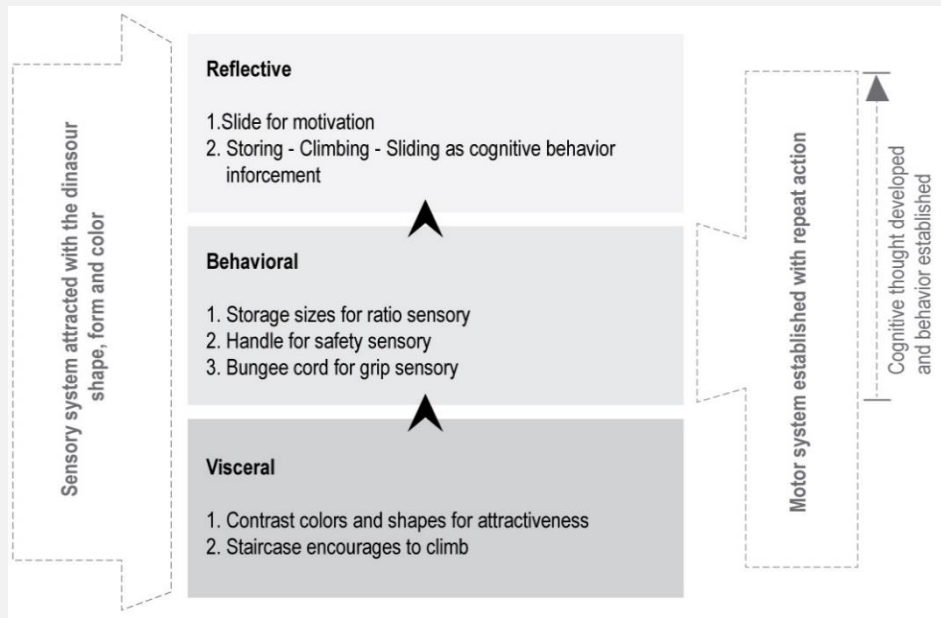 Sensory system attracted with the dinasour
shape, form and color
Reflective
1.Slide for motivation
2. Storing - Climbing - Sliding as cognitive behavior
inforcement
Behavioral
1. Storage sizes for ratio sensory
2. Handle for safety sensory
3. Bungee cord for grip sensory
Visceral
1. Contrast colors and shapes for attractiveness
2. Staircase encourages to climb
Motor system established with repeat action
Cognitive thought developed
and behavior established